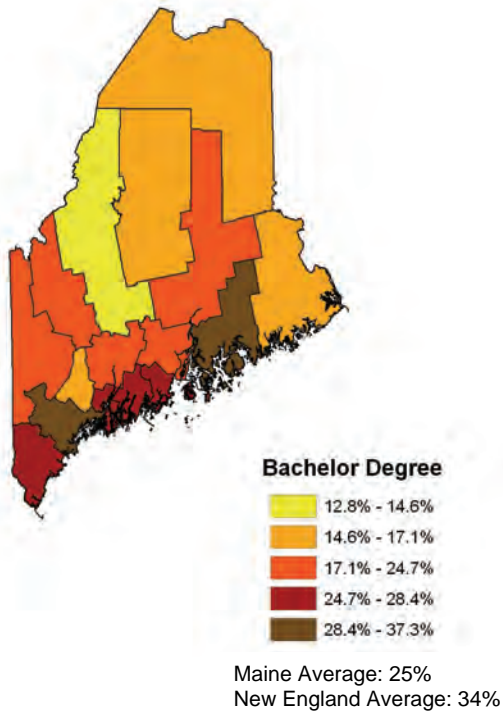 Bachelor Degree
12.8% - 14.6%
14.6% - 17.1%
17.1% - 24.7%
24.7% - 28.4%
28.4% - 37.3%
Maine Average: 25%
New England Average: 34%